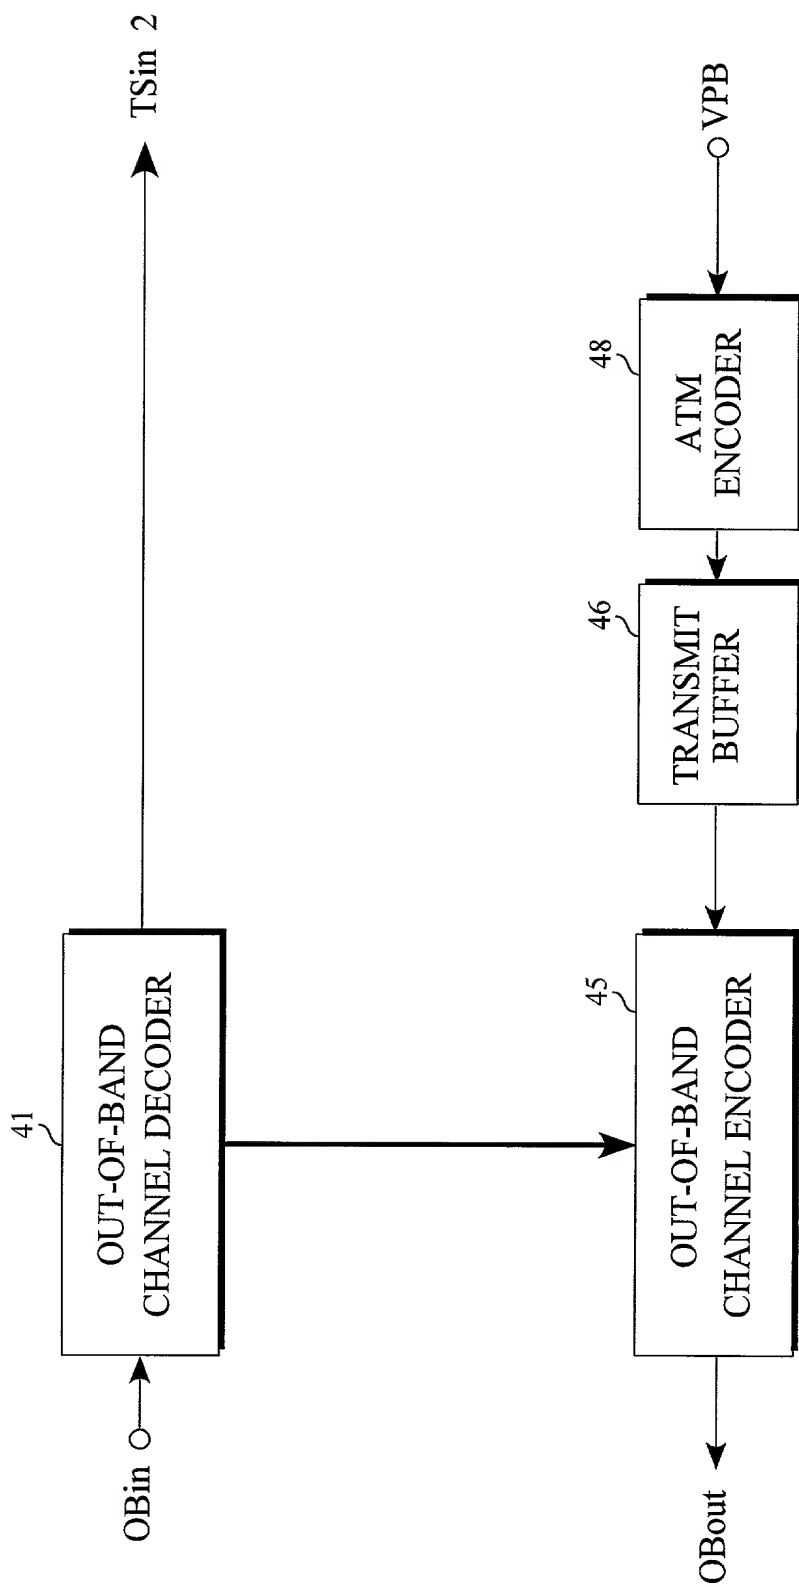 OBin
41
OUT-OF-BAND
CHANNEL DECODER
TSin 2
OBout
45
OUT-OF-BAND
CHANNEL ENCODER
46
TRANSMIT
BUFFER
48
ATM
ENCODER
VPB